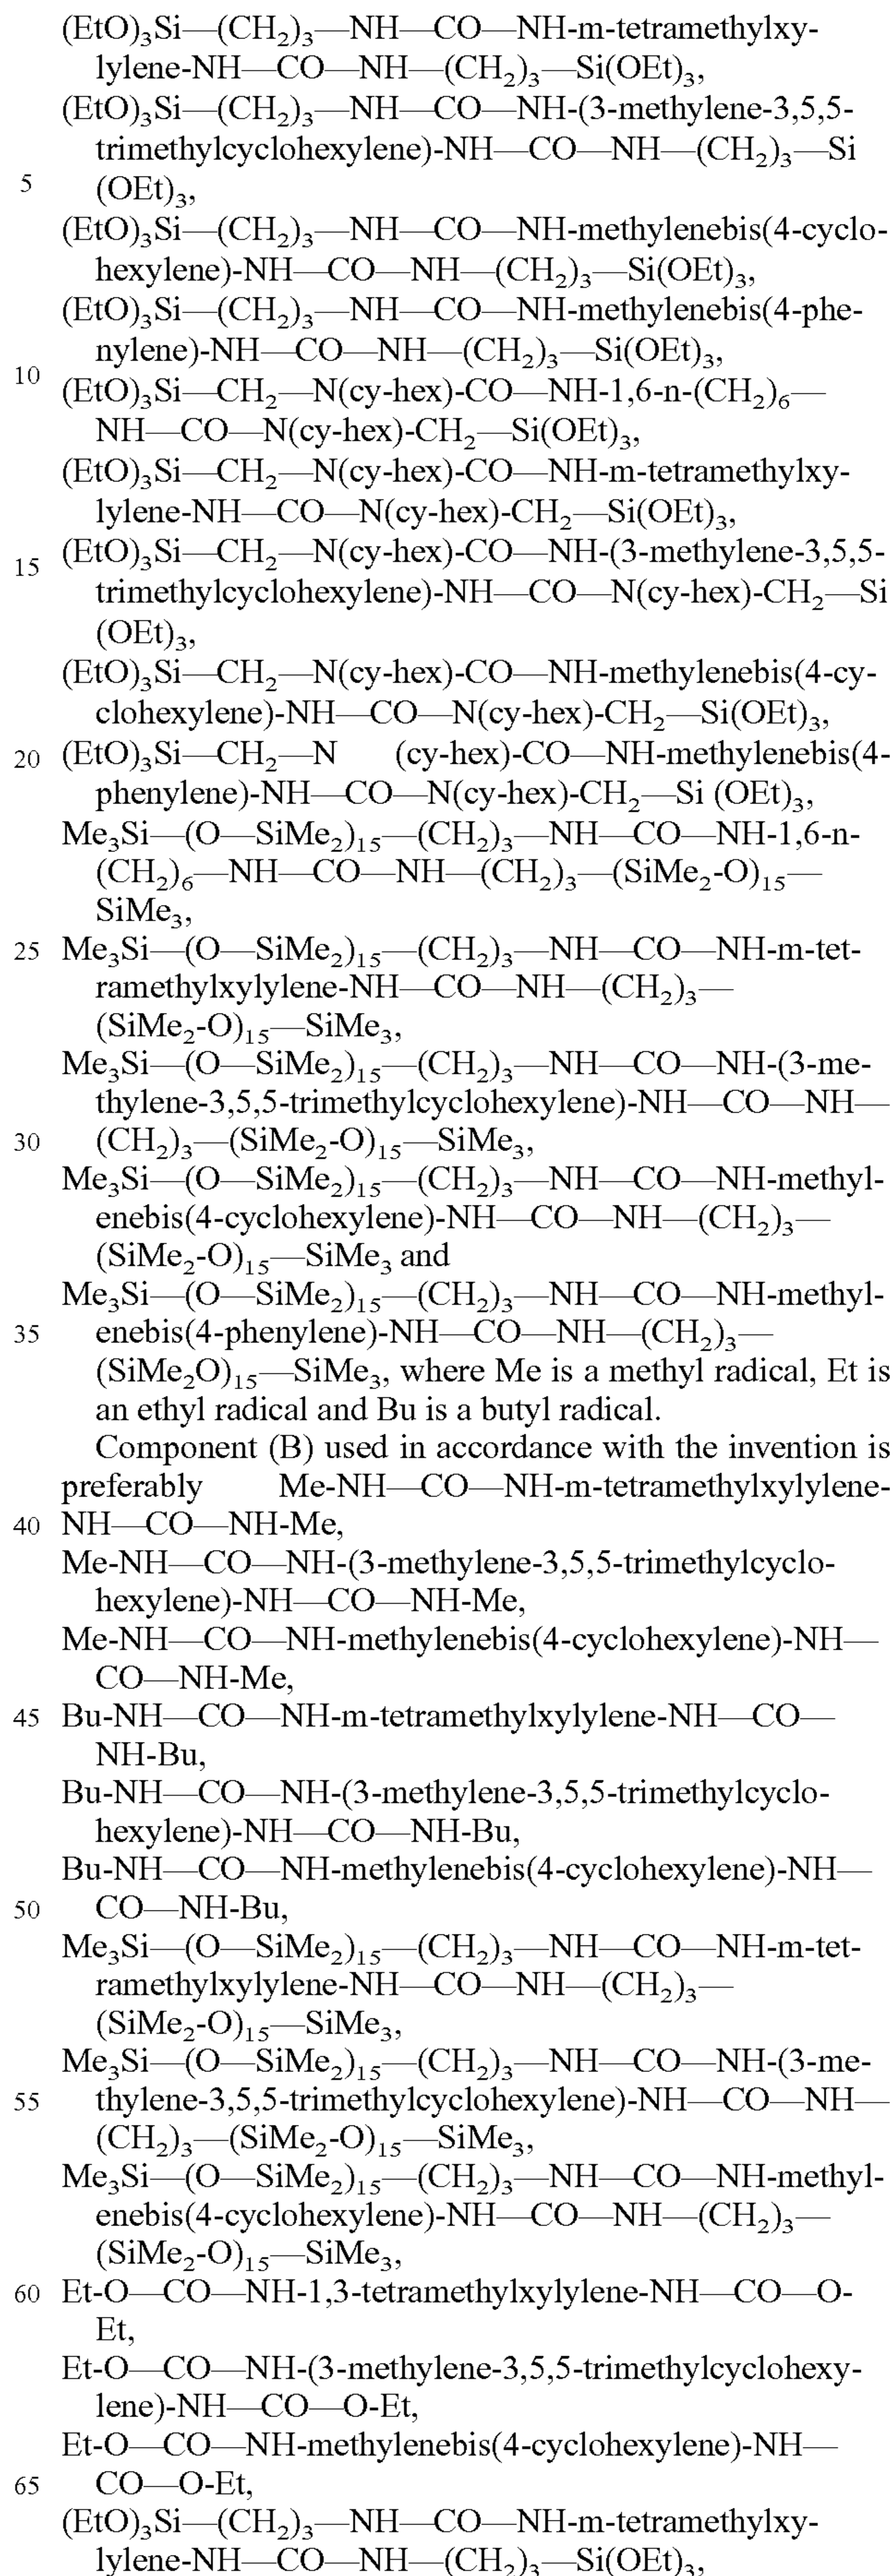 (EtO)₃Si—(CH₂)₃—NH—CO—NH-m-tetramethylxy-
lylene-NH—CO—NH—(CH₂)₃—Si(OEt)₃,
(EtO)₃Si—(CH₂)₃—NH—CO—NH-(3-methylene-3,5,5-
trimethylcyclohexylene)-NH—CO—NH—(CH₂)₃—Si
5 (OEt)₃,
(EtO)₃Si—(CH₂)₃—NH—CO—NH-methylenebis(4-cyclo-
hexylene)-NH—CO—NH—(CH₂)₃—Si(OEt)₃,
(EtO)₃Si—(CH₂)₃—NH—CO—NH-methylenebis(4-phe-
nylene)-NH—CO—NH—(CH₂)₃—Si(OEt)₃,
10 (EtO)₃Si—CH₂—N(cy-hex)-CO—NH-1,6-n-(CH₂)₆—
NH—CO—N(cy-hex)-CH₂—Si(OEt)₃,
(EtO)₃Si—CH₂—N(cy-hex)-CO—NH-m-tetramethylxy-
lylene-NH—CO—N(cy-hex)-CH₂—Si(OEt)₃,
15 (EtO)₃Si—CH₂—N(cy-hex)-CO—NH-(3-methylene-3,5,5-
trimethylcyclohexylene)-NH—CO—N(cy-hex)-CH₂—Si
(OEt)₃,
(EtO)₃Si—CH₂—N(cy-hex)-CO—NH-methylenebis(4-cy-
clohexylene)-NH—CO—N(cy-hex)-CH₂—Si(OEt)₃,
20 (EtO)₃Si—CH₂—N (cy-hex)-CO—NH-methylenebis(4-
phenylene)-NH—CO—N(cy-hex)-CH₂—Si (OEt)₃,
Me₃Si—(O—SiMe₂)₁₅—(CH₂)₃—NH—CO—NH-1,6-n-
(CH₂)₆—NH—CO—NH—(CH₂)₃—(SiMe₂-O)₁₅—
SiMe₃,
25 Me₃Si—(O—SiMe₂)₁₅—(CH₂)₃—NH—CO—NH-m-tet-
ramethylxylylene-NH—CO—NH—(CH₂)₃—
(SiMe₂-O)₁₅—SiMe₃,
Me₃Si—(O—SiMe₂)₁₅—(CH₂)₃—NH—CO—NH-(3-me-
thylene-3,5,5-trimethylcyclohexylene)-NH—CO—NH—
30 (CH₂)₃—(SiMe₂-O)₁₅—SiMe₃,
Me₃Si—(O—SiMe₂)₁₅—(CH₂)₃—NH—CO—NH-methyl-
enebis(4-cyclohexylene)-NH—CO—NH—(CH₂)₃—
(SiMe₂-O)₁₅—SiMe₃ and
Me₃Si—(O—SiMe₂)₁₅—(CH₂)₃—NH—CO—NH-methyl-
35 enebis(4-phenylene)-NH—CO—NH—(CH₂)₃—
(SiMe₂O)₁₅—SiMe₃, where Me is a methyl radical, Et is
an ethyl radical and Bu is a butyl radical.
Component (B) used in accordance with the invention is
preferably Me-NH—CO—NH-m-tetramethylxylylene-
40 NH—CO—NH-Me,
Me-NH—CO—NH-(3-methylene-3,5,5-trimethylcyclo-
hexylene)-NH—CO—NH-Me,
Me-NH—CO—NH-methylenebis(4-cyclohexylene)-NH—
CO—NH-Me,
45 Bu-NH—CO—NH-m-tetramethylxylylene-NH—CO—
NH-Bu,
Bu-NH—CO—NH-(3-methylene-3,5,5-trimethylcyclo-
hexylene)-NH—CO—NH-Bu,
Bu-NH—CO—NH-methylenebis(4-cyclohexylene)-NH—
50 CO—NH-Bu,
Me₃Si—(O—SiMe₂)₁₅—(CH₂)₃—NH—CO—NH-m-tet-
ramethylxylylene-NH—CO—NH—(CH₂)₃—
(SiMe₂-O)₁₅—SiMe₃,
Me₃Si—(O—SiMe₂)₁₅—(CH₂)₃—NH—CO—NH-(3-me-
55 thylene-3,5,5-trimethylcyclohexylene)-NH—CO—NH—
(CH₂)₃—(SiMe₂-O)₁₅—SiMe₃,
Me₃Si—(O—SiMe₂)₁₅—(CH₂)₃—NH—CO—NH-methyl-
enebis(4-cyclohexylene)-NH—CO—NH—(CH₂)₃—
(SiMe₂-O)₁₅—SiMe₃,
60 Et-O—CO—NH-1,3-tetramethylxylylene-NH—CO—O-
Et,
Et-O—CO—NH-(3-methylene-3,5,5-trimethylcyclohexy-
lene)-NH—CO—O-Et,
Et-O—CO—NH-methylenebis(4-cyclohexylene)-NH—
65 CO—O-Et,
(EtO)₃Si—(CH₂)₃—NH—CO—NH-m-tetramethylxy-
lylene-NH—CO—NH—(CH₂)₃—Si(OEt)₃,